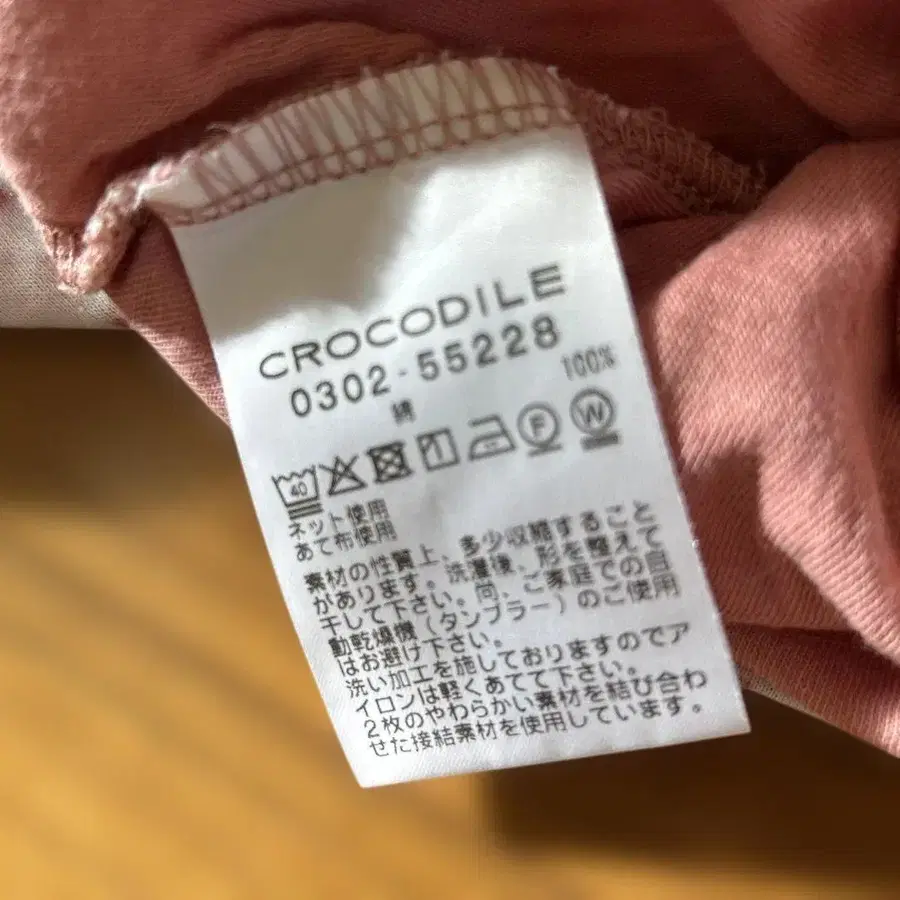 CROCODILE
0302-55228
綿 100%
40 F W
ネット使用
あて布使用
素材の性質上、多少収縮すること
があります。洗濯後、形を整えて
干して下さい。尚、ご家庭での自
動乾燥機（タンブラー）のご使用
はお避け下さい。
洗い加工を施しておりますのでア
イロンは軽くあてて下さい。
2枚のやわらかい素材を結び合わ
せた接結素材を使用しています。